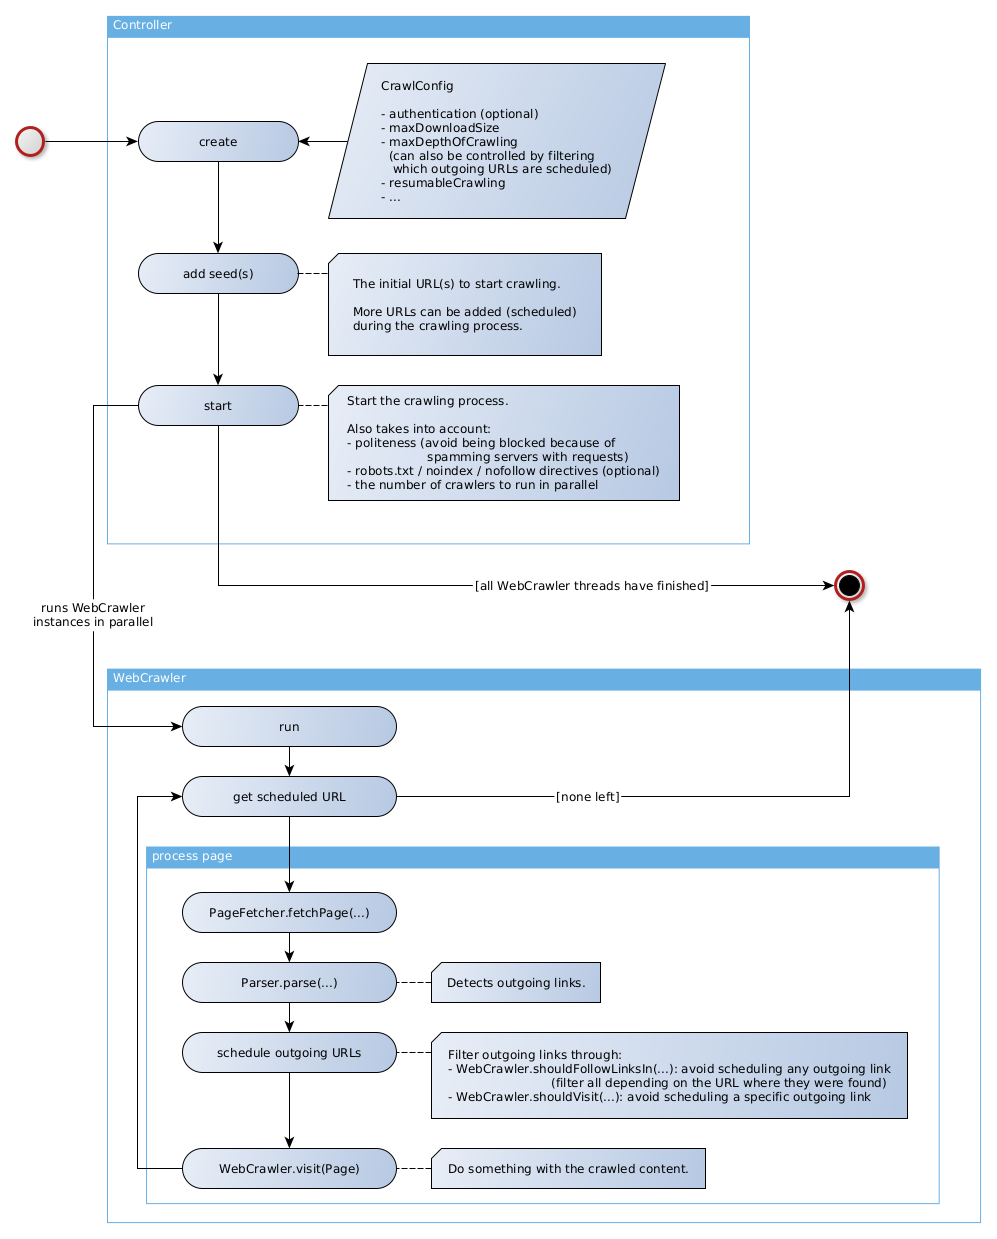 Controller
CrawlConfig
- authentication (optional)
- maxDownloadSize
- maxDepthOfCrawling
(can also be controlled by filtering
which outgoing URLs are scheduled)
- resumableCrawling
- ...
create
add seed(s)
The initial URL(s) to start crawling.
More URLs can be added (scheduled)
during the crawling process.
start
Start the crawling process.
Also takes into account:
- politeness (avoid being blocked because of
spamming servers with requests)
- robots.txt / noindex / nofollow directives (optional)
- the number of crawlers to run in parallel
[all WebCrawler threads have finished]
runs WebCrawler
instances in parallel
WebCrawler
run
get scheduled URL
[none left]
process page
PageFetcher.fetchPage(...)
Parser.parse(...)
Detects outgoing links.
schedule outgoing URLs
Filter outgoing links through:
- WebCrawler.shouldFollowLinksIn(...): avoid scheduling any outgoing link
(filter all depending on the URL where they were found)
- WebCrawler.shouldVisit(...): avoid scheduling a specific outgoing link
WebCrawler.visit(Page)
Do something with the crawled content.